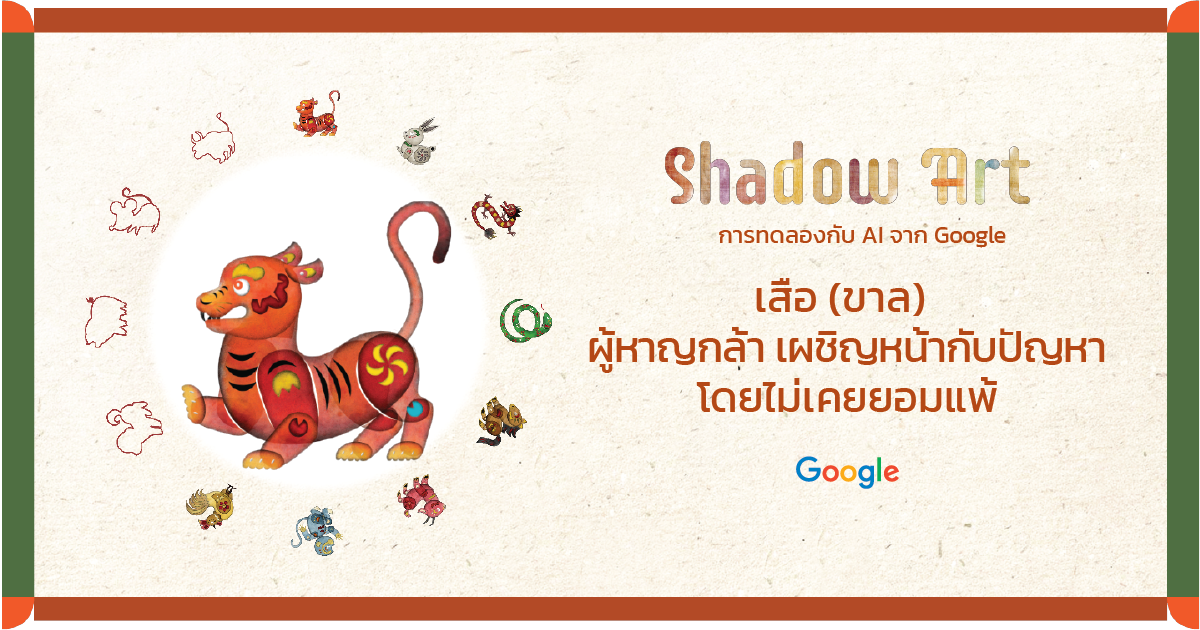 Shadow Art
การทดลองกับ AI จาก Google
เสือ (ขาล)
ผู้หาญกล้า เผชิญหน้ากับปัญหา
โดยไม่เคยยอมแพ้
Google